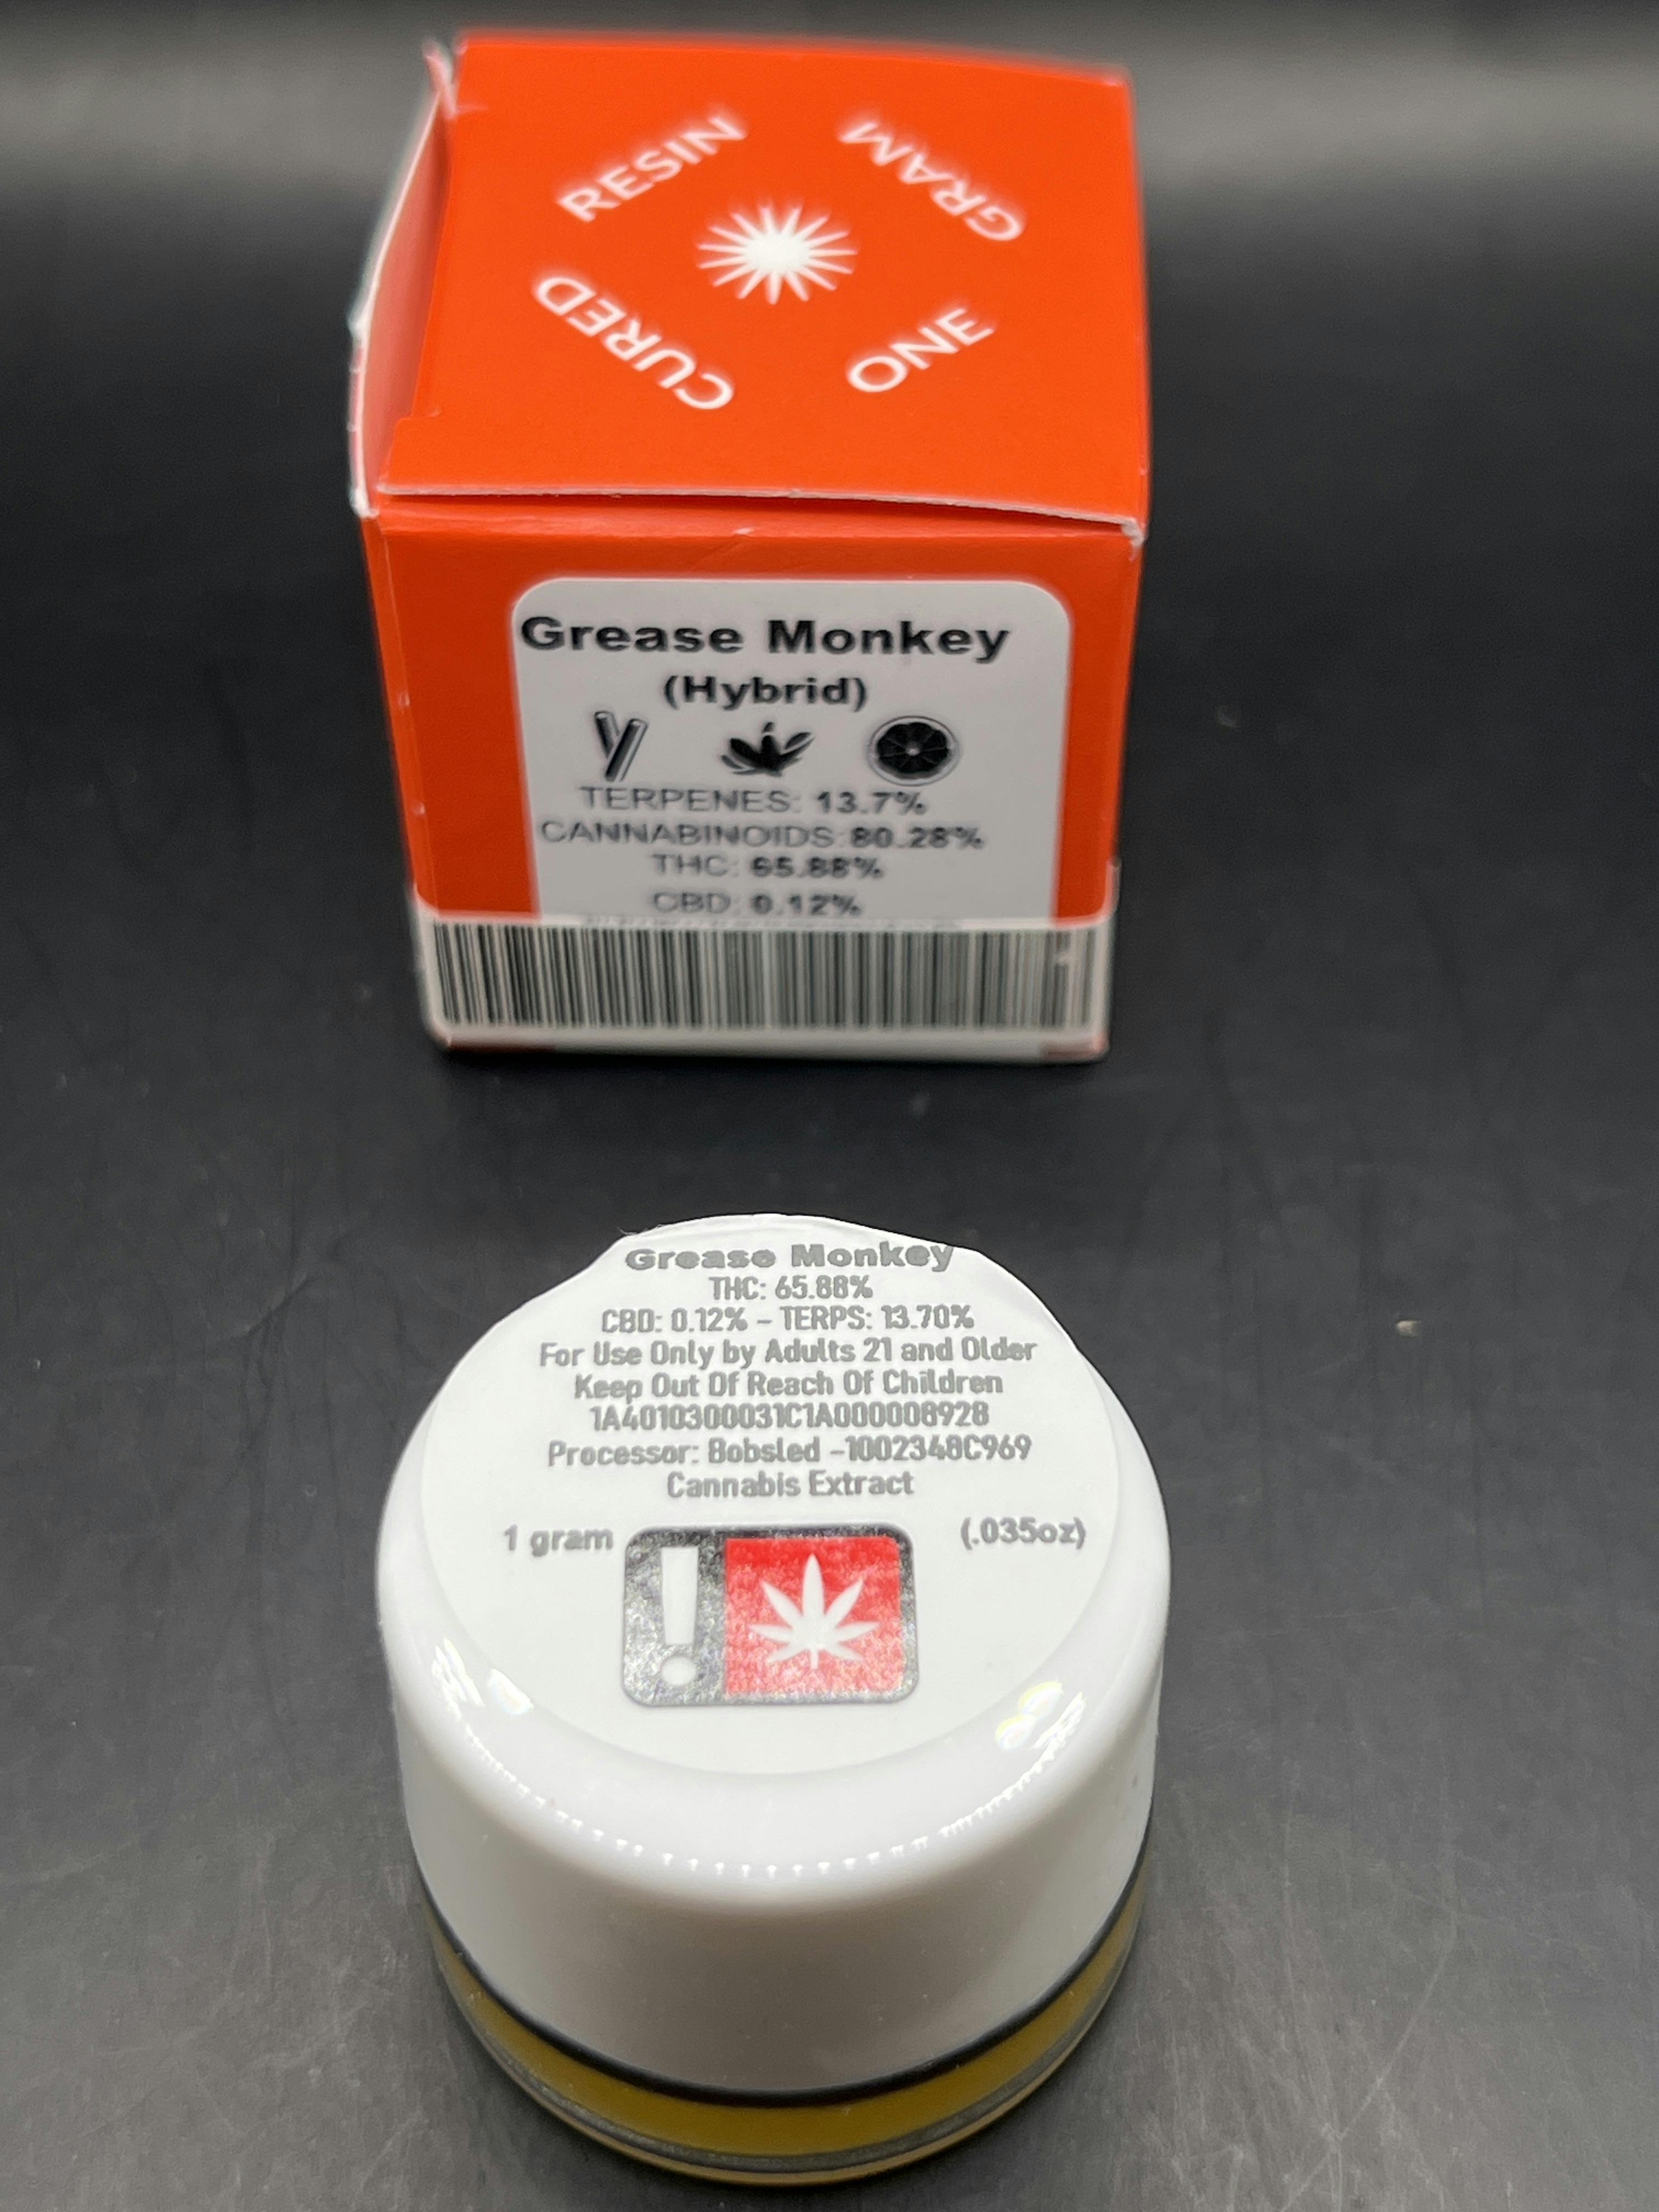 CURED RESIN
ONE GRAM
Grease Monkey
(Hybrid)
TERPENES: 13.7%
CANNABINOIDS: 80.28%
THC: 65.88%
CBD: 0.12%
Grease Monkey
THC: 65.88%
CBD: 0.12% - TERPS: 13.70%
For Use Only by Adults 21 and Older
Keep Out Of Reach Of Children
1A4010300031C1A000008928
Processor: Bobsled -1002348C969
Cannabis Extract
1 gram (.035oz)